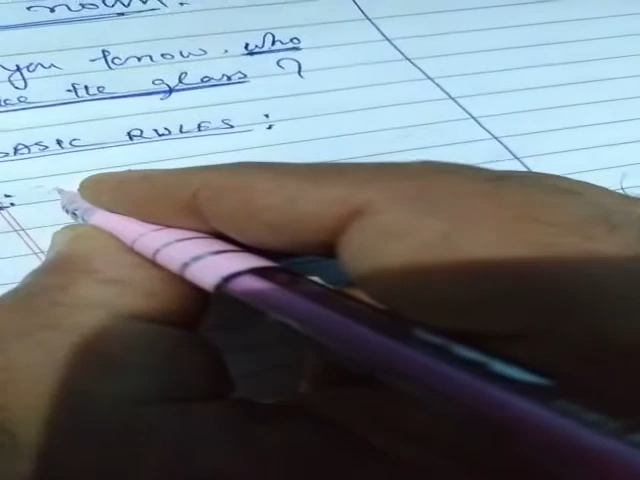 noun.
you know, who
the glass ?
BASIC RULES :